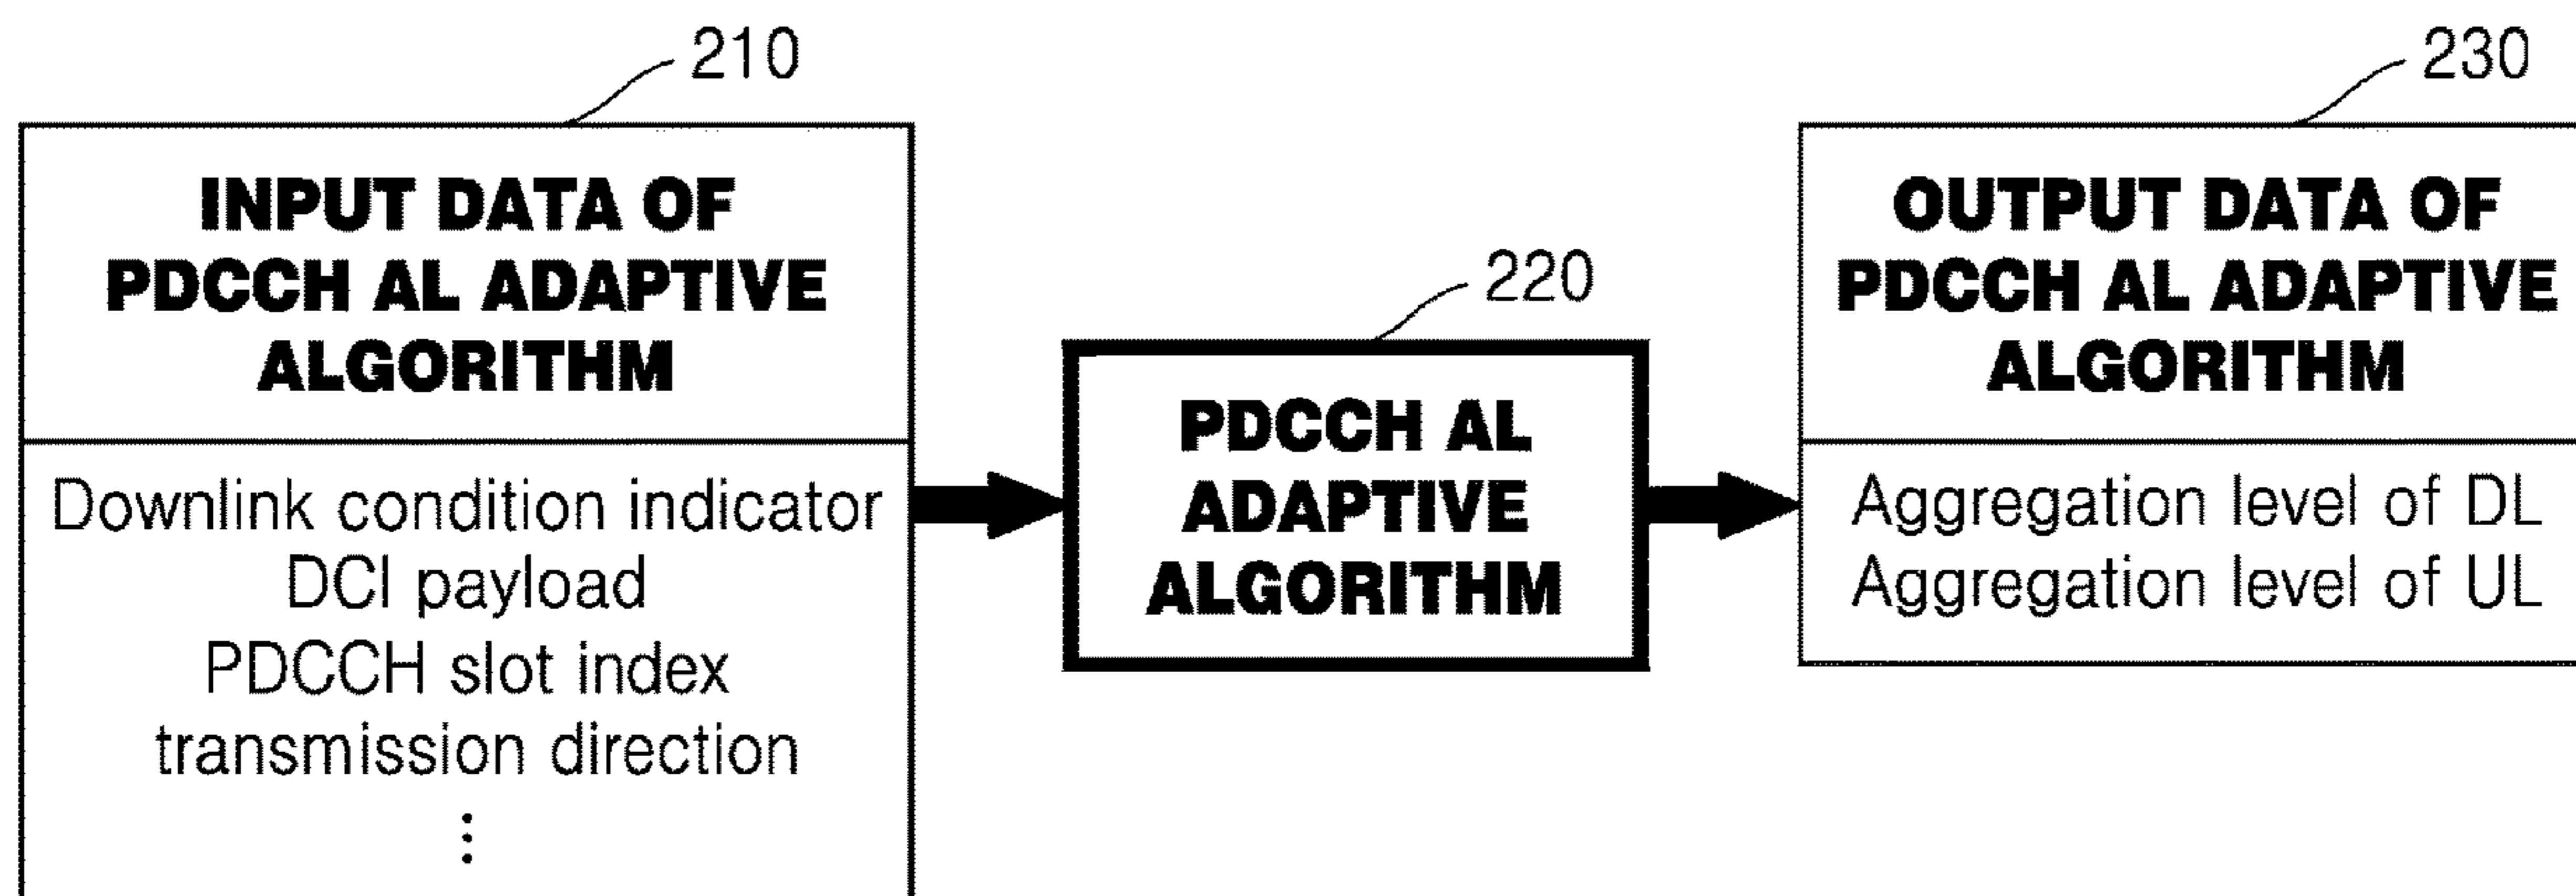 210
INPUT DATA OF
PDCCH AL ADAPTIVE
ALGORITHM
Downlink condition indicator
DCI payload
PDCCH slot index
transmission direction
⋮
220
PDCCH AL
ADAPTIVE
ALGORITHM
230
OUTPUT DATA OF
PDCCH AL ADAPTIVE
ALGORITHM
Aggregation level of DL
Aggregation level of UL